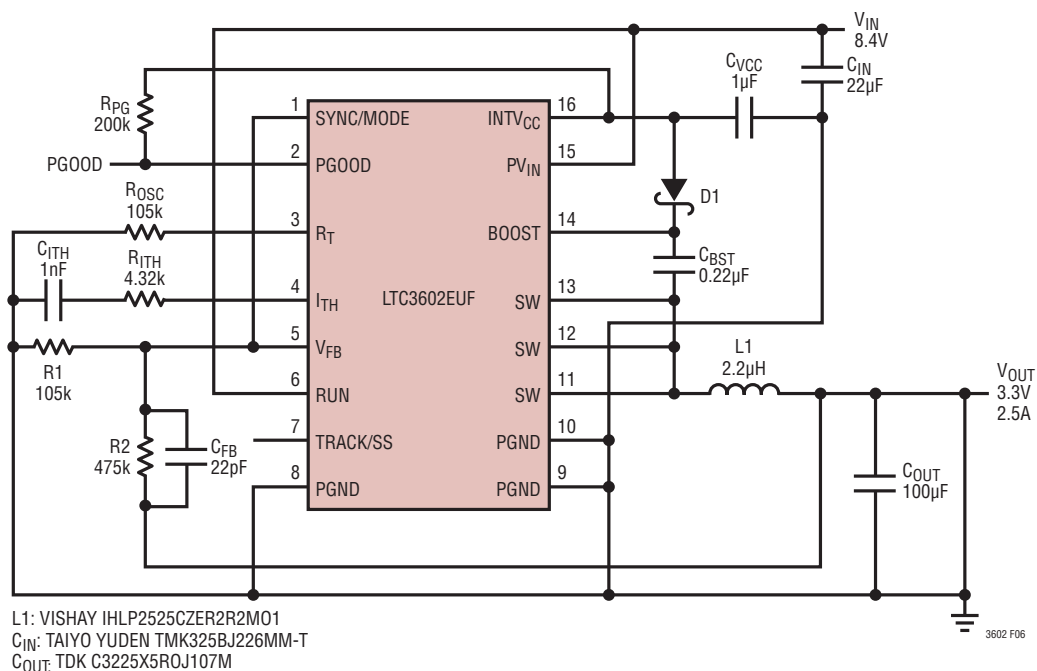 VIN
8.4V
CIN
22µF
CVCC
1µF
RPG
200k
PGOOD
1
SYNC/MODE
INTVCC
16
2
PGOOD
PVIN
15
D1
ROSC
105k
3
RT
BOOST
14
CBST
0.22µF
CITH
1nF
RITH
4.32k
4
ITH
LTC3602EUF
SW
13
5
VFB
SW
12
R1
105k
L1
2.2µH
6
RUN
SW
11
VOUT
3.3V
2.5A
7
TRACK/SS
PGND
10
R2
475k
CFB
22pF
8
PGND
PGND
9
COUT
100µF
L1: VISHAY IHLP2525CZER2R2MO1
CIN: TAIYO YUDEN TMK325BJ226MM-T
COUT: TDK C3225X5ROJ107M
3602 F06